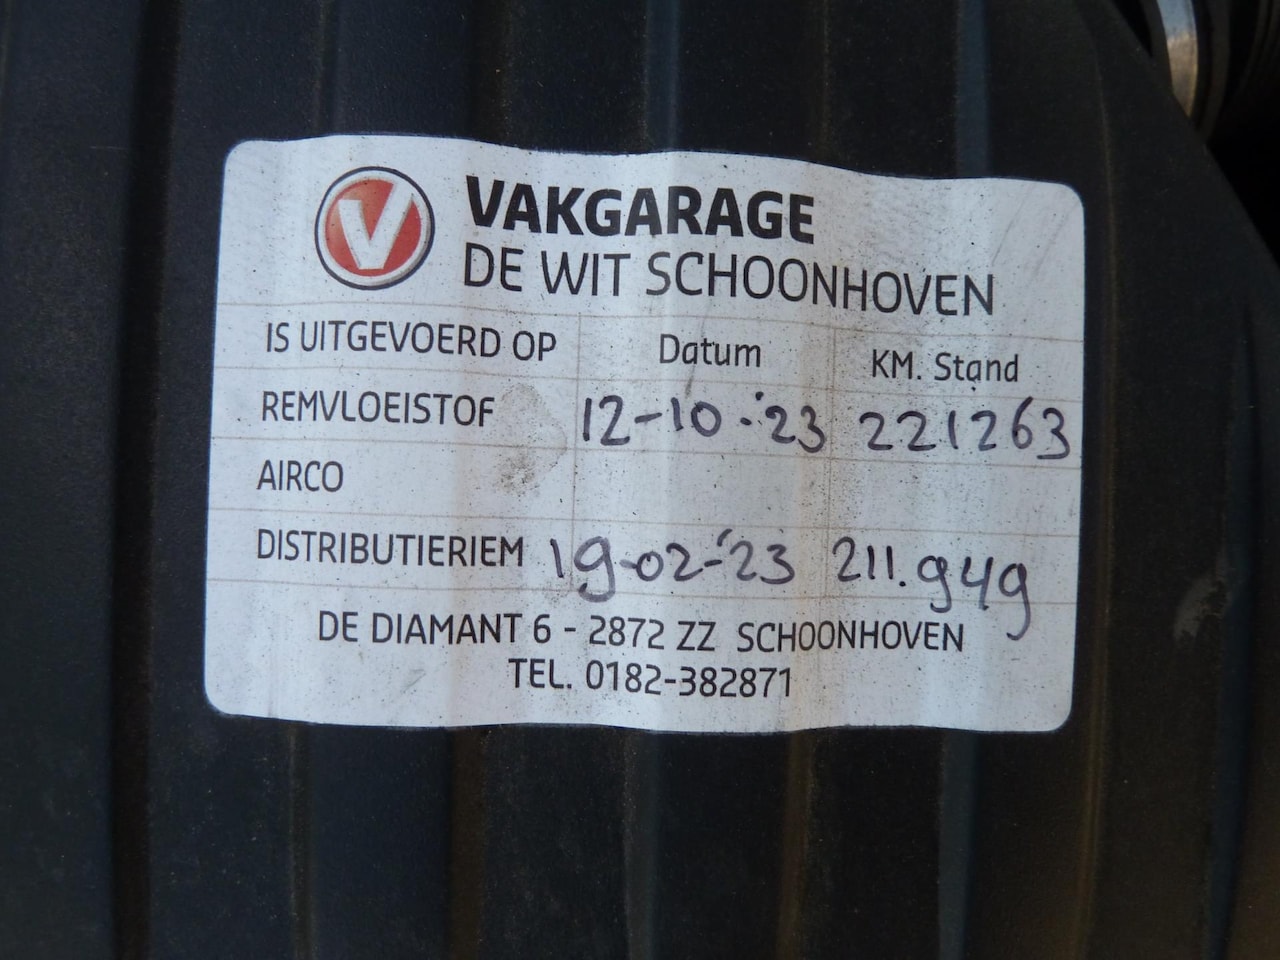 V VAKGARAGE
DE WIT SCHOONHOVEN
IS UITGEVOERD OP Datum KM. Stand
REMVLOEISTOF 12-10-'23 221263
AIRCO
DISTRIBUTIERIEM 19-02-'23 211.949
DE DIAMANT 6 - 2872 ZZ SCHOONHOVEN
TEL. 0182-382871